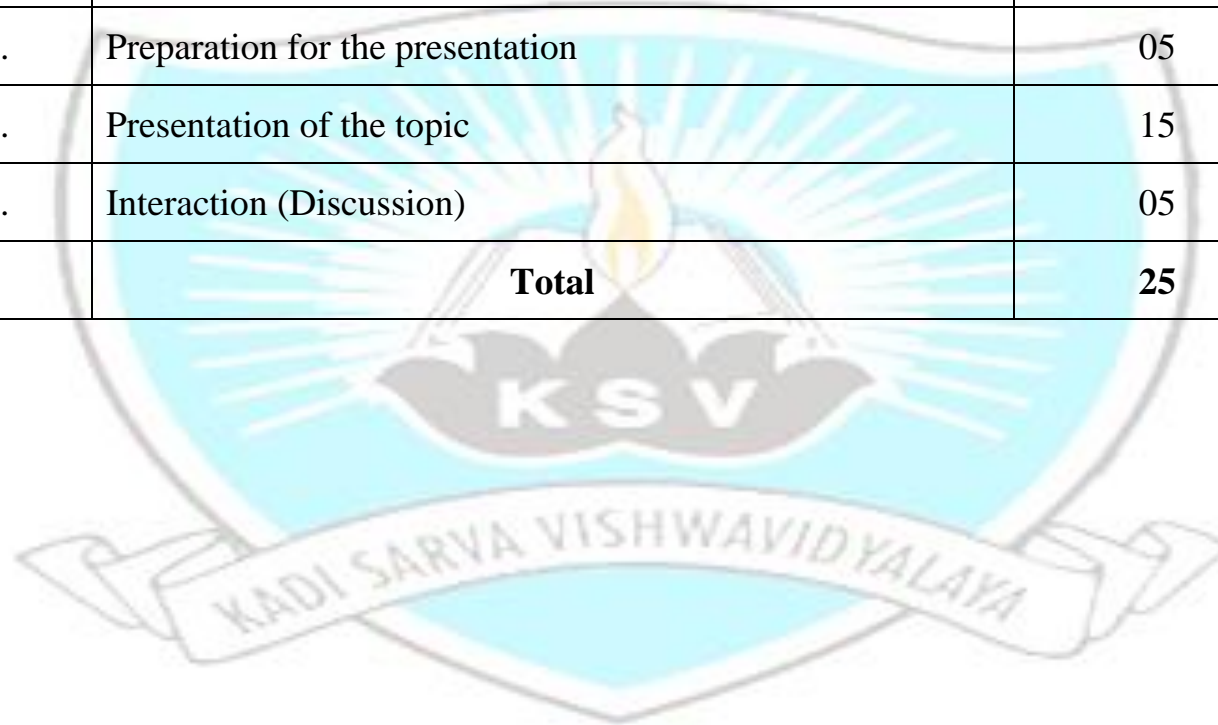 . Preparation for the presentation 05
. Presentation of the topic 15
. Interaction (Discussion) 05
Total 25
KSV
KADI SARVA VISHWAVIDYALAYA